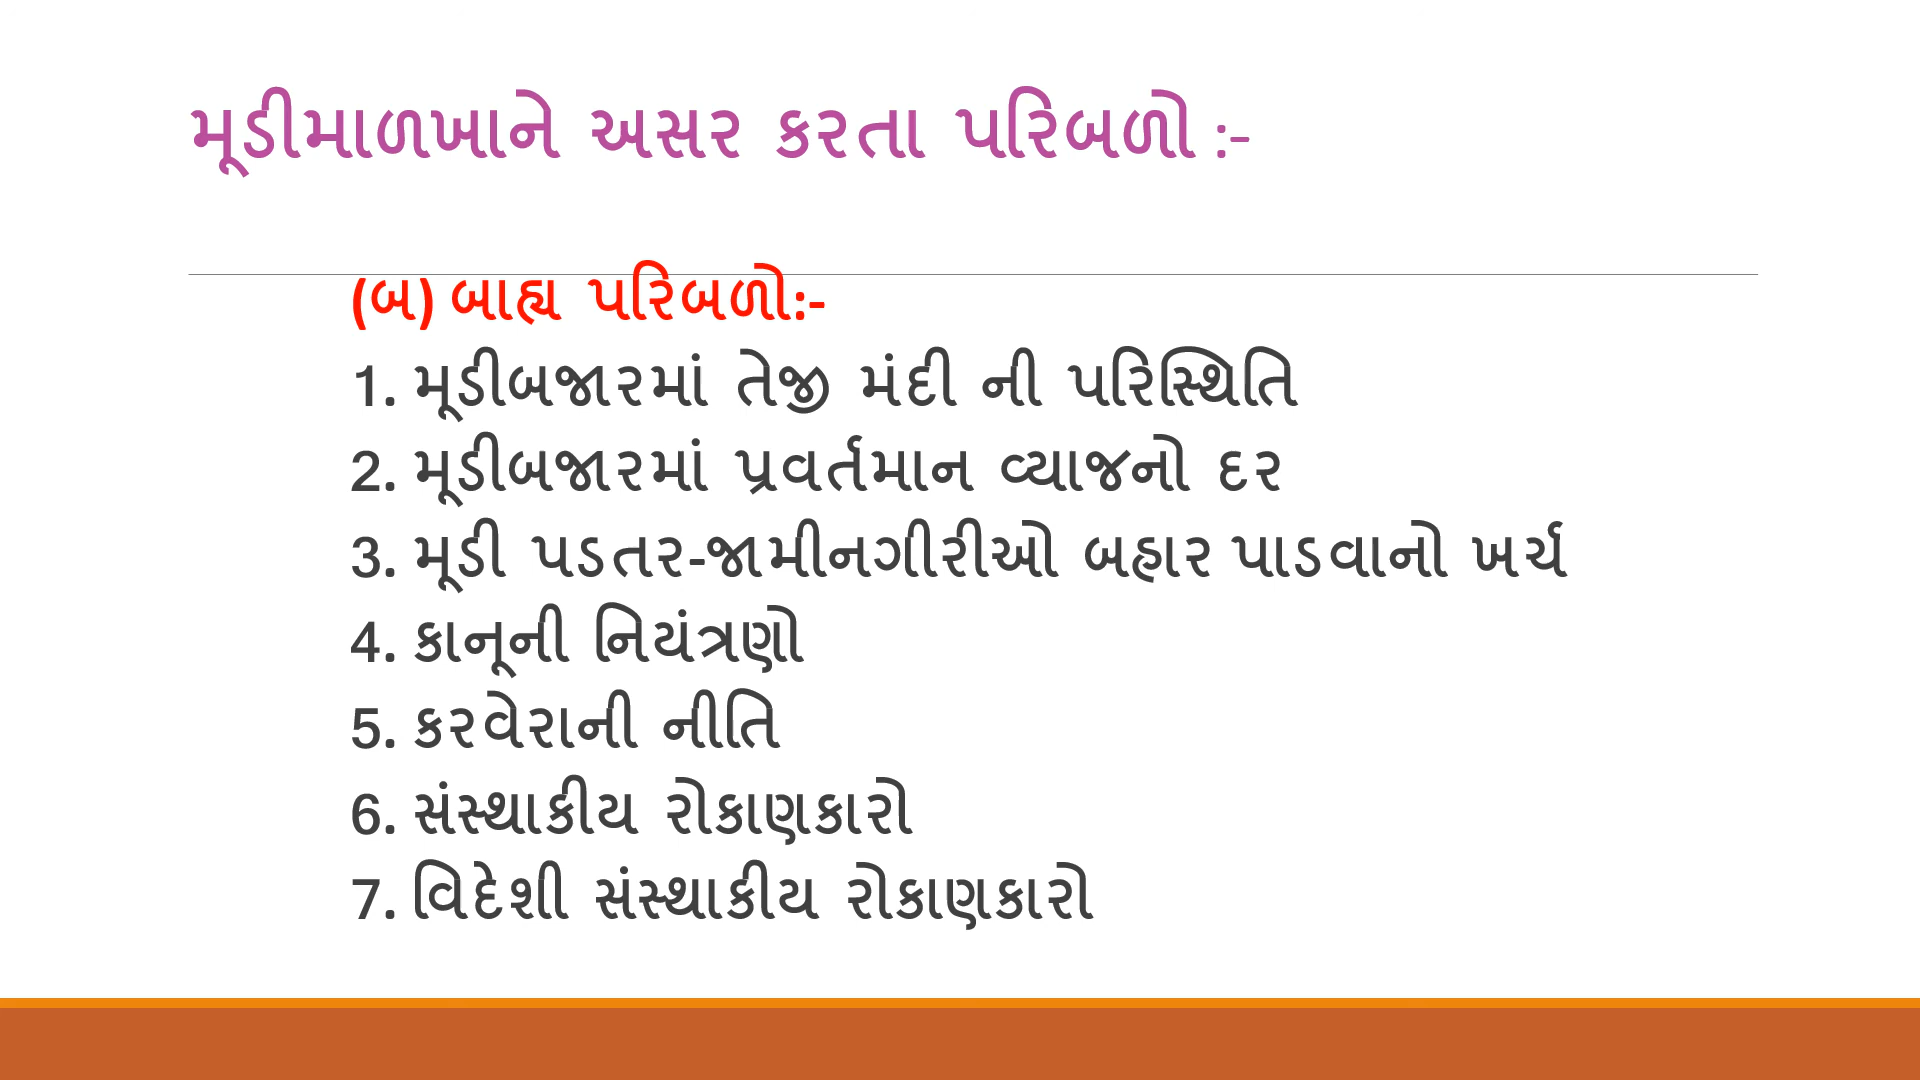 મૂડીમાળખાને અસર કરતા પરિબળો :-
(બ) બાહ્ય પરિબળો:-
1. મૂડીબજારમાં તેજી મંદી ની પરિસ્થિતિ
2. મૂડીબજારમાં પ્રવર્તમાન વ્યાજનો દર
3. મૂડી પડતર-જામીનગીરીઓ બહાર પાડવાનો ખર્ચ
4. કાનૂની નિયંત્રણો
5. કરવેરાની નીતિ
6. સંસ્થાકીય રોકાણકારો
7. વિદેશી સંસ્થાકીય રોકાણકારો